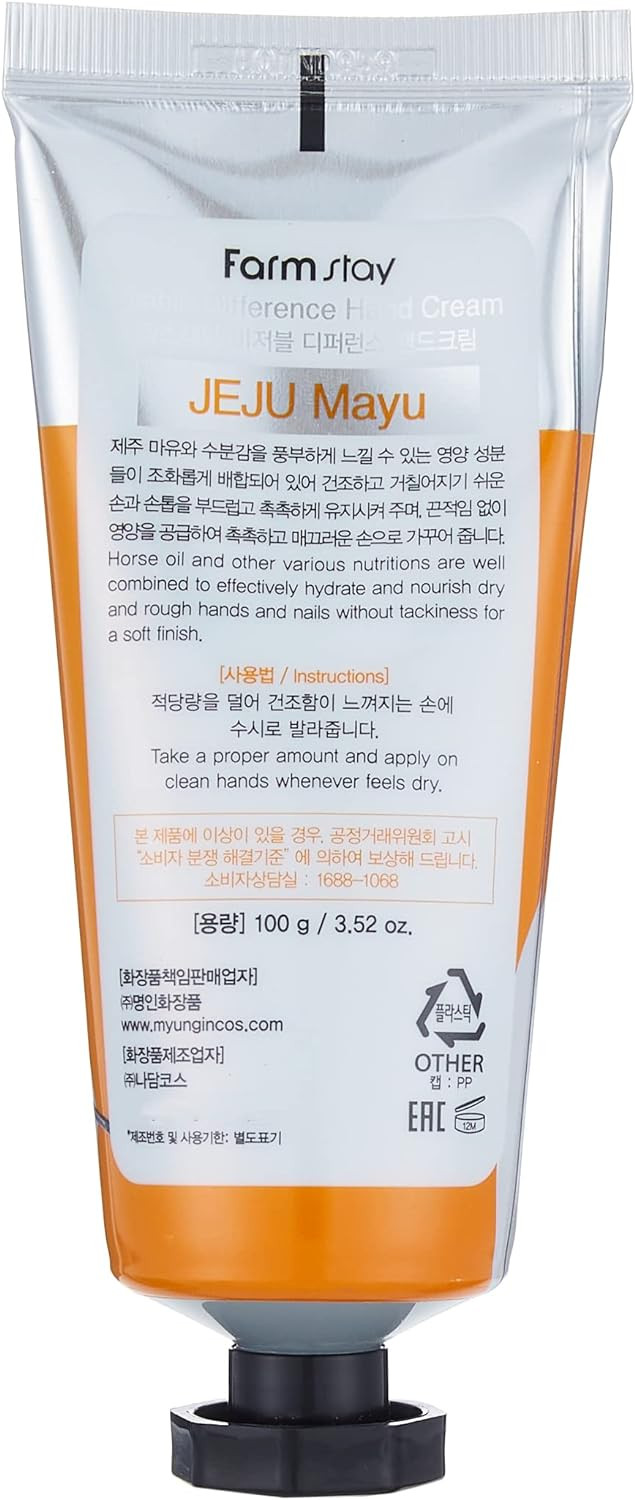 Farm stay
Difference Hand Cream
디퍼런스 핸드크림
JEJU Mayu
제주 마유와 수분감을 풍부하게 느낄 수 있는 영양 성분
들이 조화롭게 배합되어 있어 건조하고 거칠어지기 쉬운
손과 손톱을 부드럽고 촉촉하게 유지시켜 주며, 끈적임 없이
영양을 공급하여 촉촉하고 매끄러운 손으로 가꾸어 줍니다.
Horse oil and other various nutritions are well
combined to effectively hydrate and nourish dry
and rough hands and nails without tackiness for
a soft finish.
[사용법 / Instructions]
적당량을 덜어 건조함이 느껴지는 손에
수시로 발라줍니다.
Take a proper amount and apply on
clean hands whenever feels dry.
본 제품에 이상이 있을 경우, 공정거래위원회 고시
“소비자 분쟁 해결기준” 에 의하여 보상해 드립니다.
소비자상담실 : 1688-1068
[용량] 100 g / 3.52 oz.
[화장품책임판매업자]
㈜명인화장품
www.myungincos.com
[화장품제조업자]
㈜나담코스
*제조번호 및 사용기한: 별도표기
플라스틱
OTHER
캡 : PP
EAC
12M